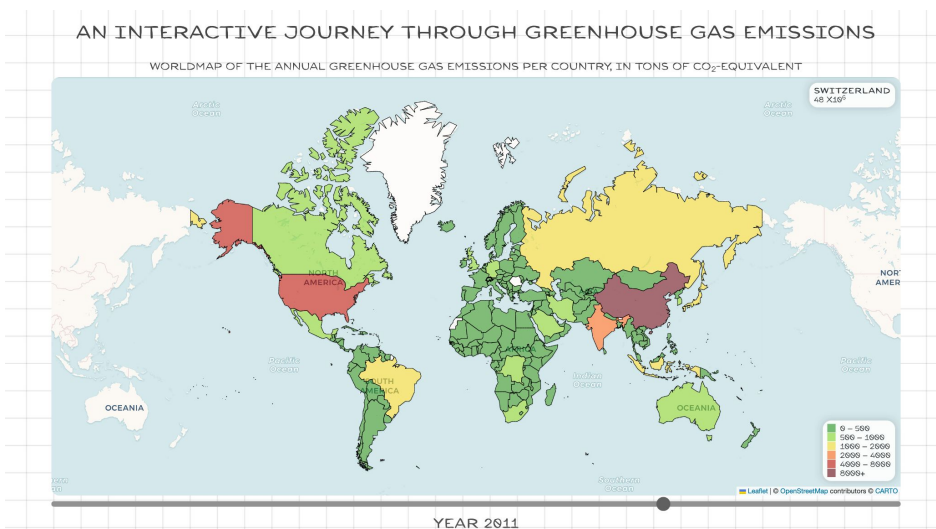 AN INTERACTIVE JOURNEY THROUGH GREENHOUSE GAS EMISSIONS
WORLDMAP OF THE ANNUAL GREENHOUSE GAS EMISSIONS PER COUNTRY, IN TONS OF CO₂-EQUIVALENT
SWITZERLAND
48 X10⁶
Arctic
Ocean
Arctic
Ocean
NORTH
AMERICA
NOR
AMER
AFRICA
Pacific
Ocean
Indian
Ocean
Pacific
Ocean
SOUTH
AMERICA
OCEANIA
OCEANIA
Southern
Ocean
0 – 500
500 – 1000
1000 – 2000
2000 – 4000
4000 – 8000
8000+
Leaflet | © OpenStreetMap contributors © CARTO
YEAR 2011